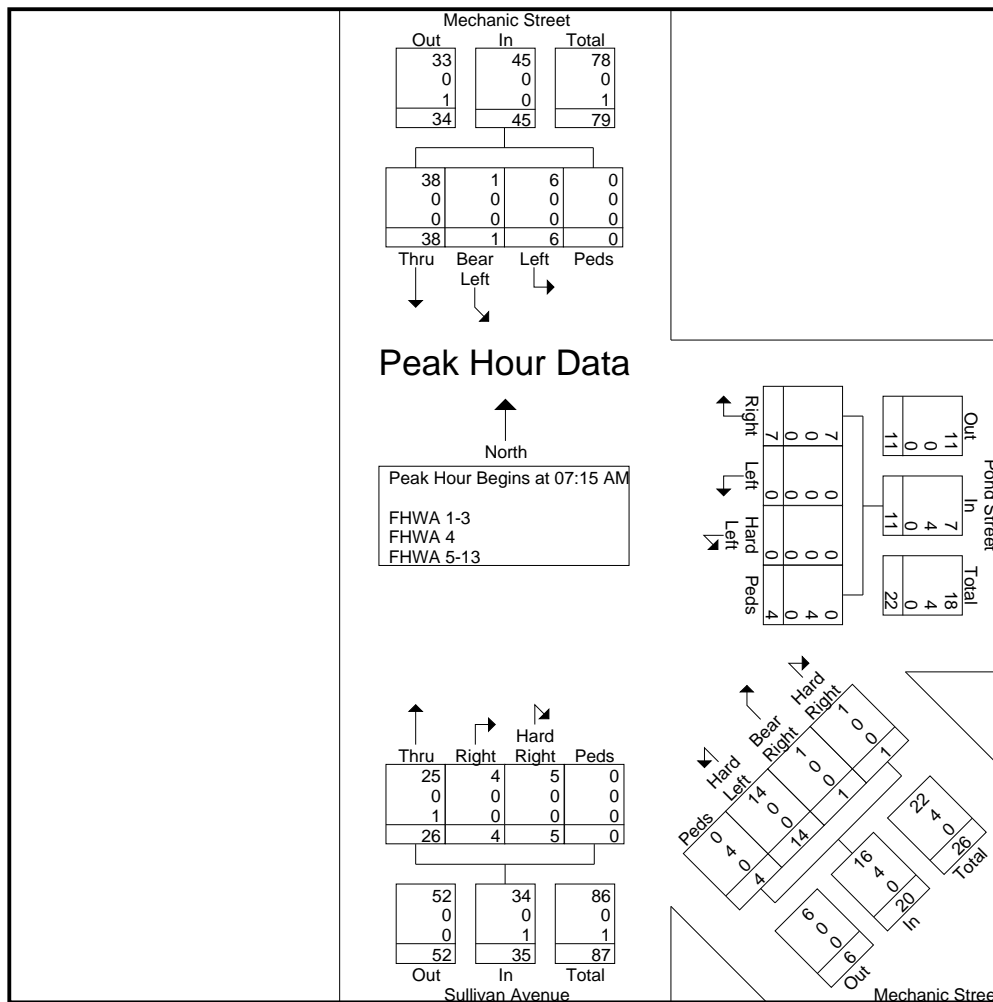 Mechanic Street
Out In Total
33 45 78
0 0 0
1 0 1
34 45 79
38 1 6 0
0 0 0 0
0 0 0 0
38 1 6 0
Thru Bear Left Left Peds
Peak Hour Data
North
Peak Hour Begins at 07:15 AM
FHWA 1-3
FHWA 4
FHWA 5-13
Right 7 0 0 7
Left 0 0 0 0
Hard Left 0 0 0 0
Peds 4 0 4 0
Out 11 0 0 11
In 11 0 4 7
Total 22 0 4 18
Pond Street
Hard Right 1 0 0 1
Bear Right 1 0 0 1
Hard Left 14 0 0 14
Peds 0 4 0 4
22 4 0 26 Total
16 4 0 20 In
6 0 0 6 Out
Mechanic Stree
Thru Right Hard Right Peds
25 4 5 0
0 0 0 0
1 0 0 0
26 4 5 0
52 34 86
0 0 0
0 1 1
52 35 87
Out In Total
Sullivan Avenue